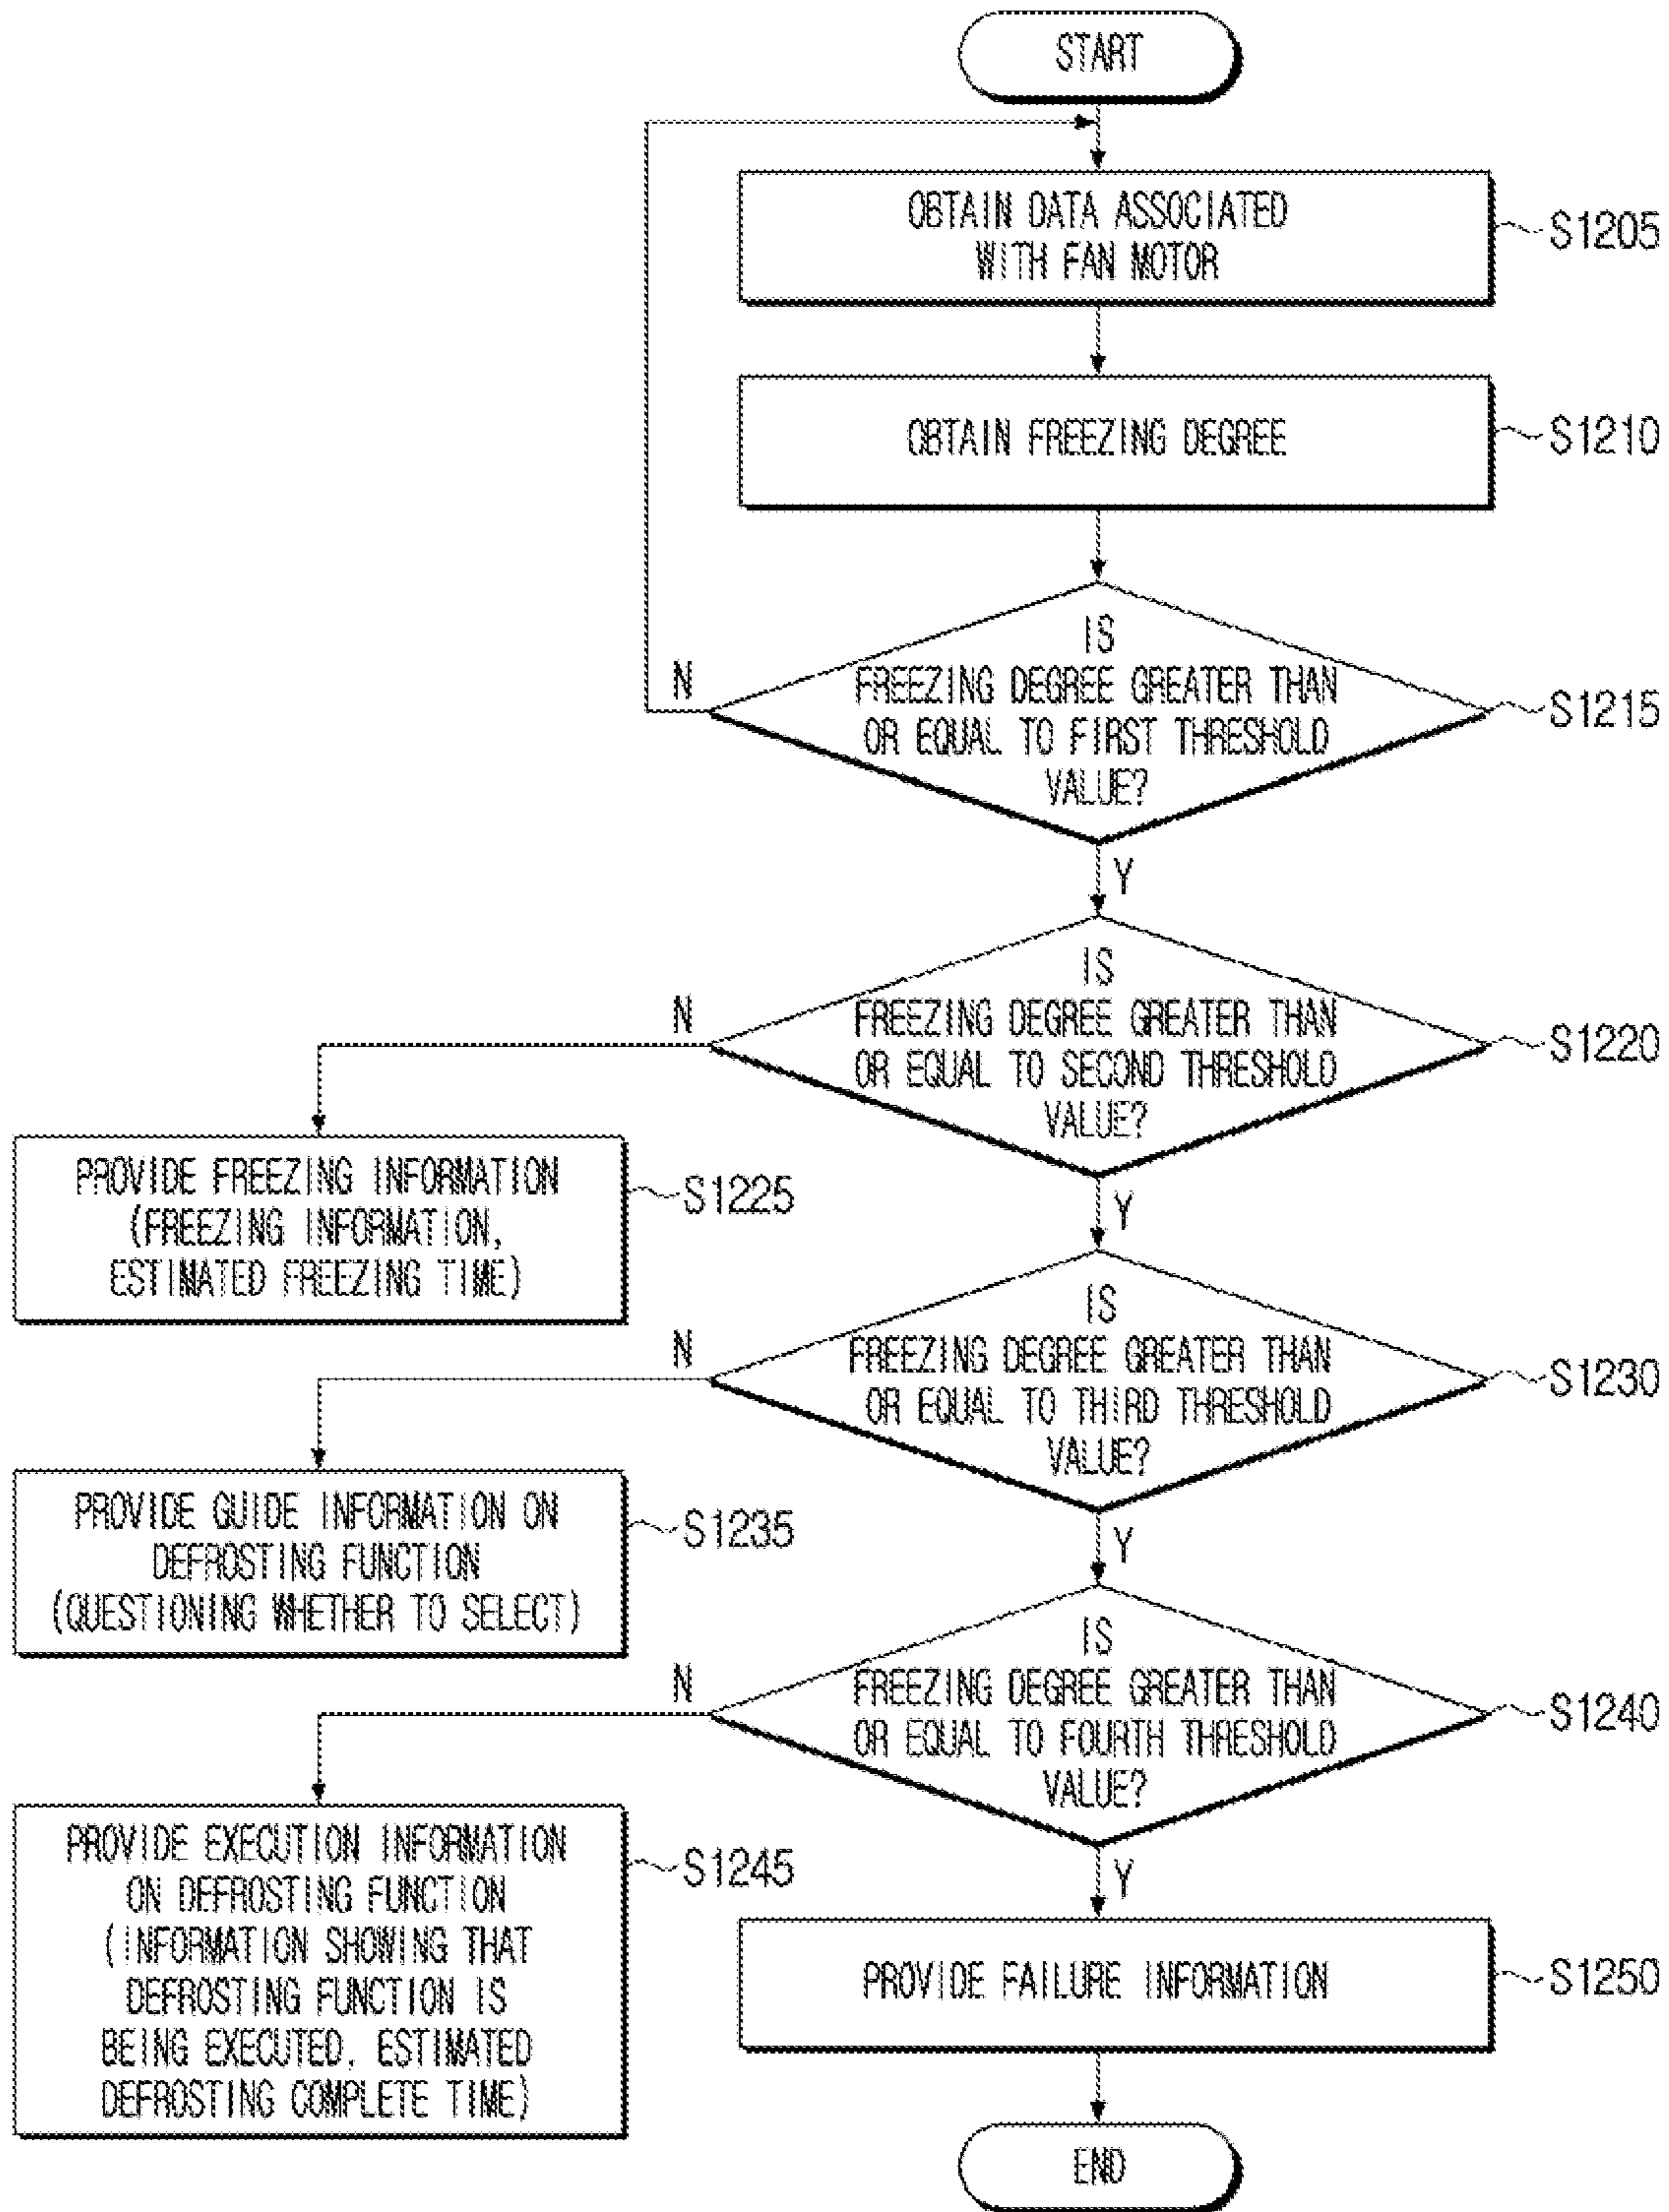 START
OBTAIN DATA ASSOCIATED
WITH FAN MOTOR
S1205
OBTAIN FREEZING DEGREE
S1210
IS
FREEZING DEGREE GREATER THAN
OR EQUAL TO FIRST THRESHOLD
VALUE?
S1215
N
Y
IS
FREEZING DEGREE GREATER THAN
OR EQUAL TO SECOND THRESHOLD
VALUE?
S1220
N
Y
PROVIDE FREEZING INFORMATION
(FREEZING INFORMATION,
ESTIMATED FREEZING TIME)
S1225
IS
FREEZING DEGREE GREATER THAN
OR EQUAL TO THIRD THRESHOLD
VALUE?
S1230
N
Y
PROVIDE GUIDE INFORMATION ON
DEFROSTING FUNCTION
(QUESTIONING WHETHER TO SELECT)
S1235
IS
FREEZING DEGREE GREATER THAN
OR EQUAL TO FOURTH THRESHOLD
VALUE?
S1240
N
Y
PROVIDE EXECUTION INFORMATION
ON DEFROSTING FUNCTION
(INFORMATION SHOWING THAT
DEFROSTING FUNCTION IS
BEING EXECUTED, ESTIMATED
DEFROSTING COMPLETE TIME)
S1245
PROVIDE FAILURE INFORMATION
S1250
END